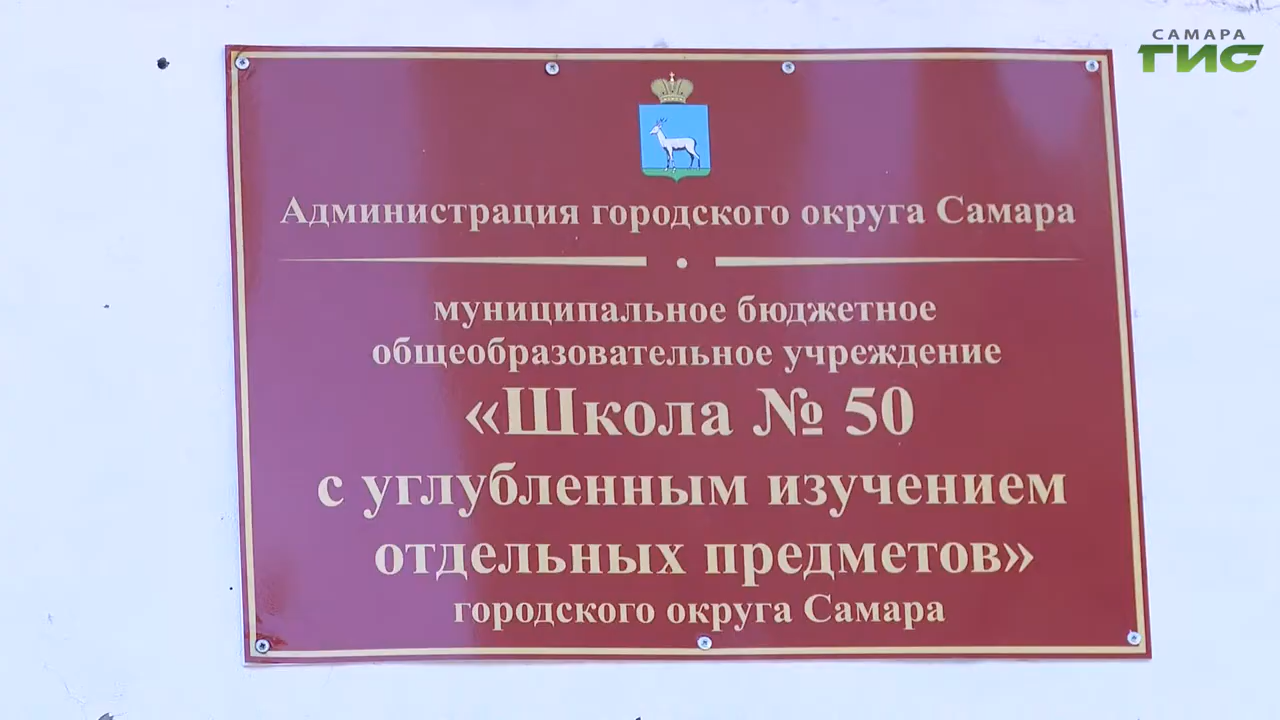 САМАРА
ГИС
Администрация городского округа Самара
муниципальное бюджетное
общеобразовательное учреждение
«Школа № 50
с углубленным изучением
отдельных предметов»
городского округа Самара